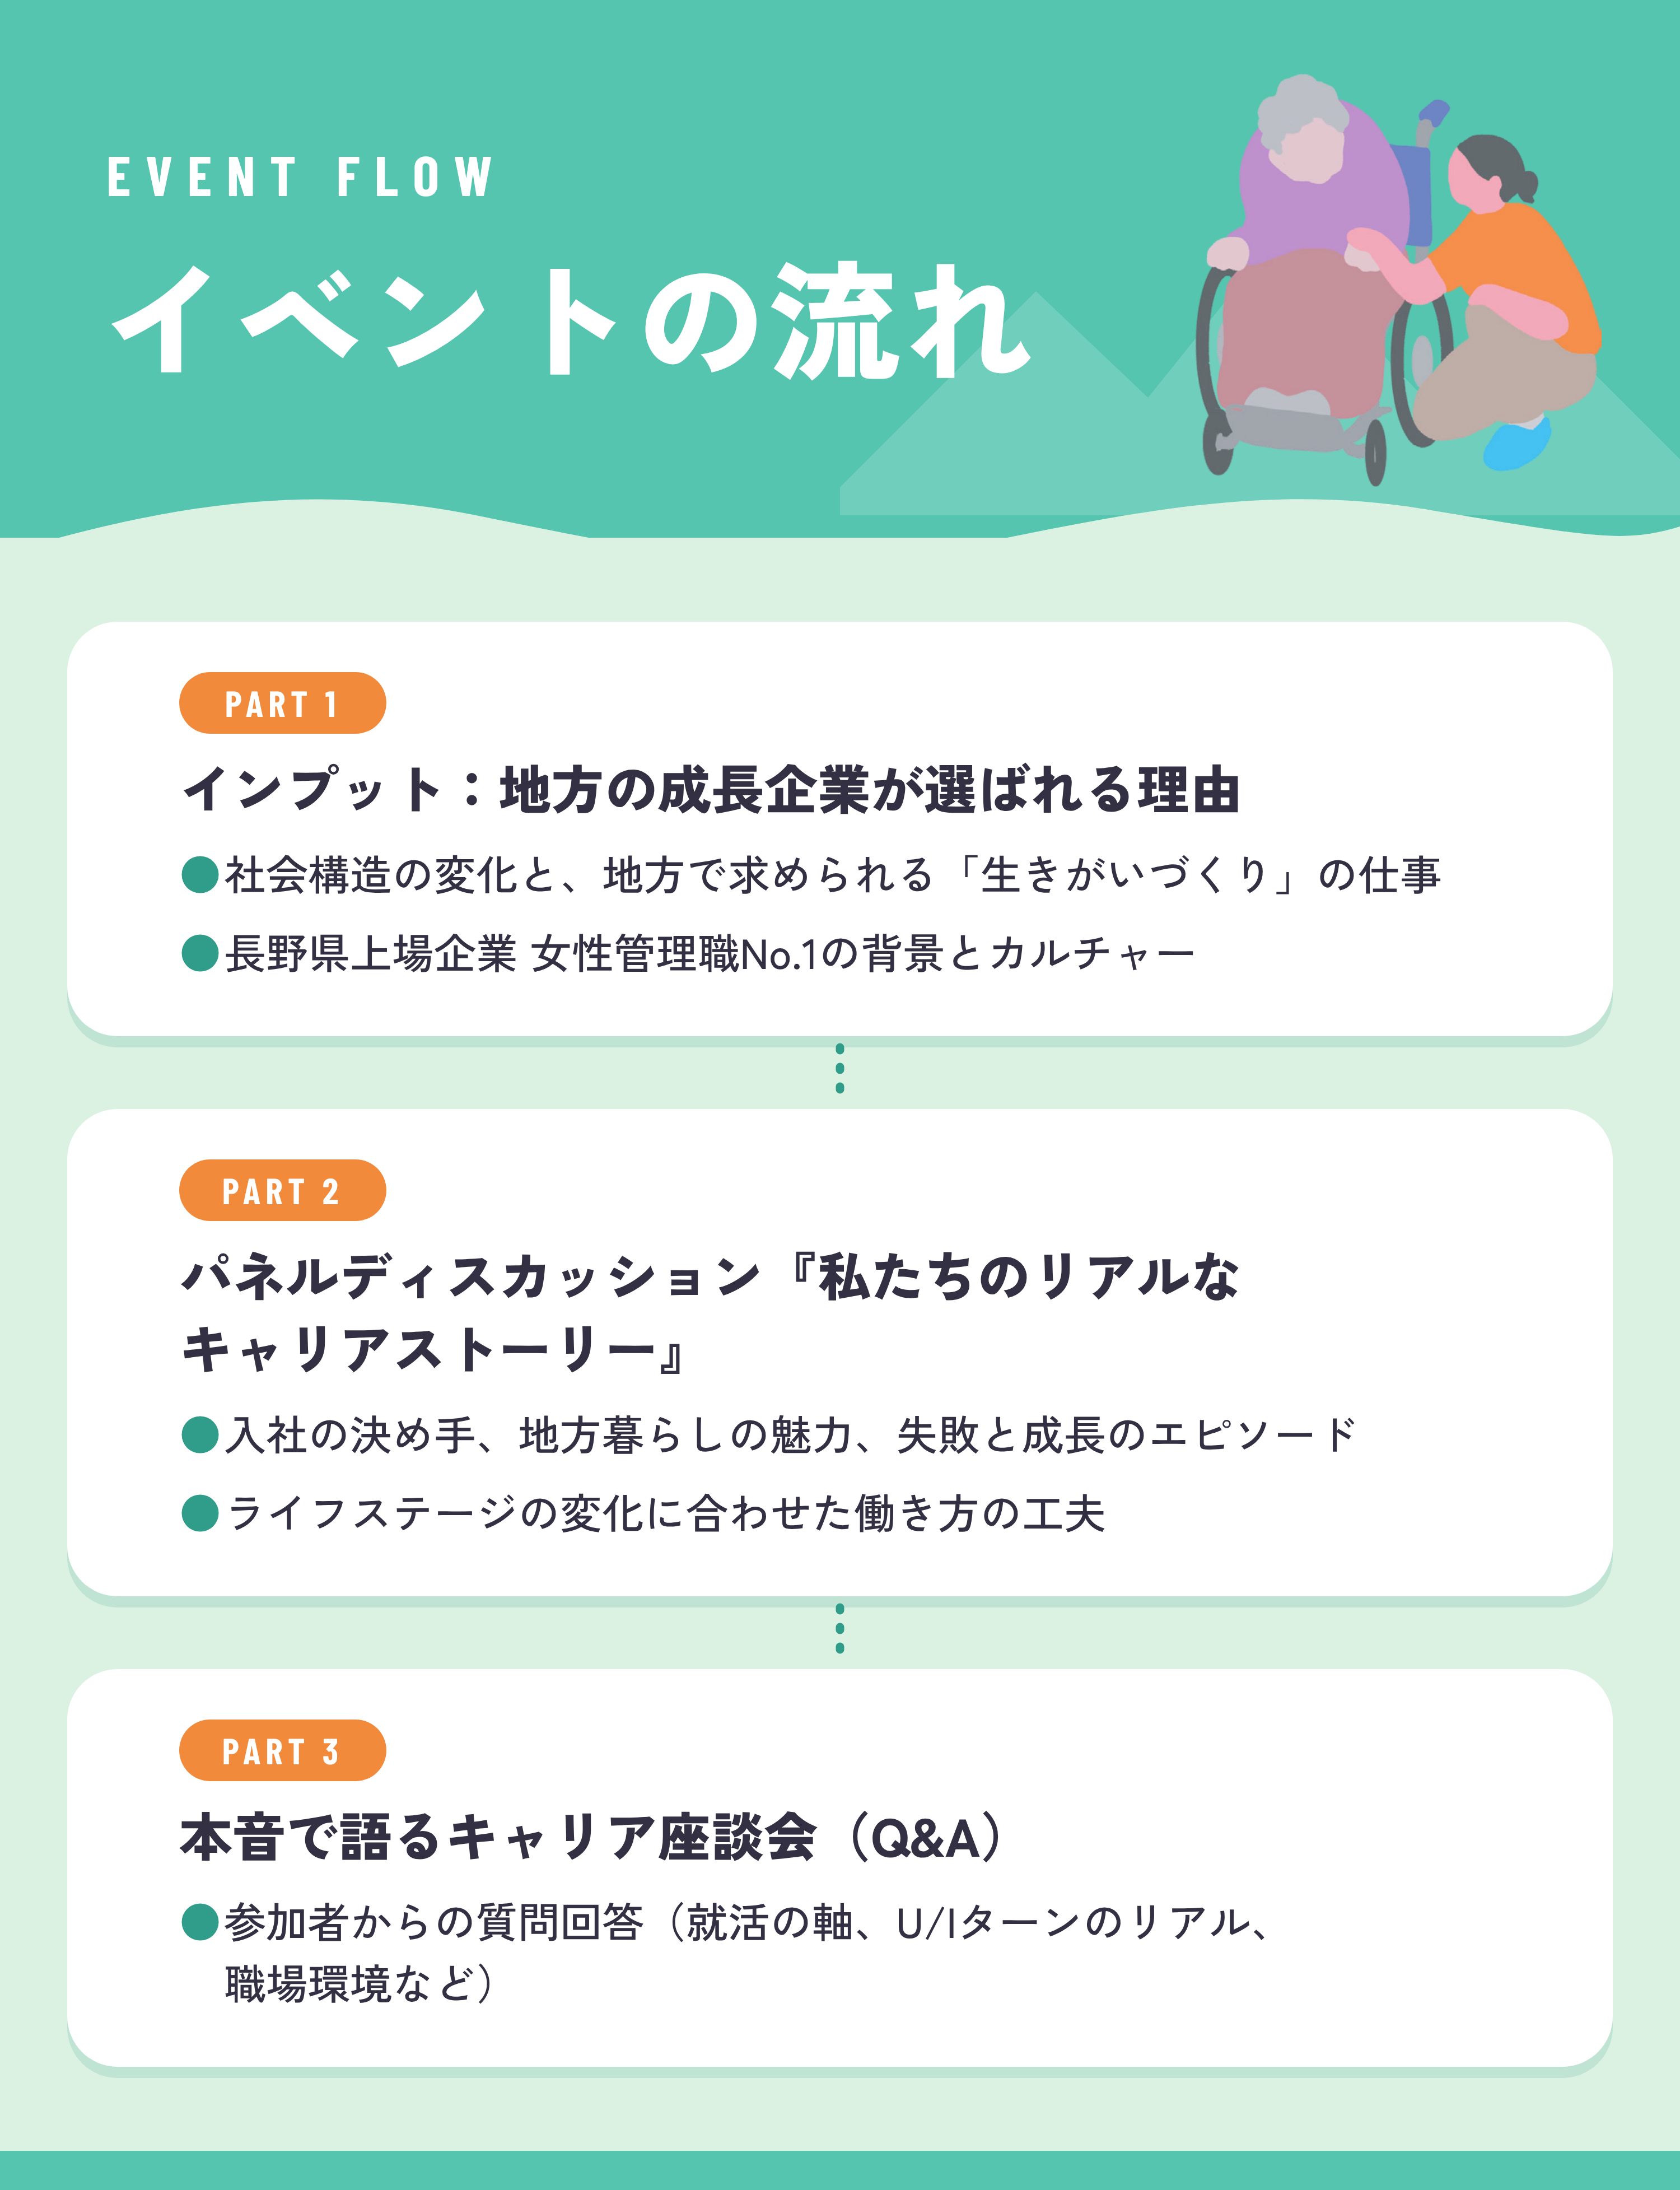 EVENT FLOW
イベントの流れ
PART 1
インプット：地方の成長企業が選ばれる理由
●社会構造の変化と、地方で求められる「生きがいづくり」の仕事
●長野県上場企業 女性管理職No.1の背景とカルチャー
PART 2
パネルディスカッション『私たちのリアルな
キャリアストーリー』
●入社の決め手、地方暮らしの魅力、失敗と成長のエピソード
●ライフステージの変化に合わせた働き方の工夫
PART 3
本音で語るキャリア座談会（Q&A）
●参加者からの質問回答（就活の軸、U/Iターンのリアル、
職場環境など）